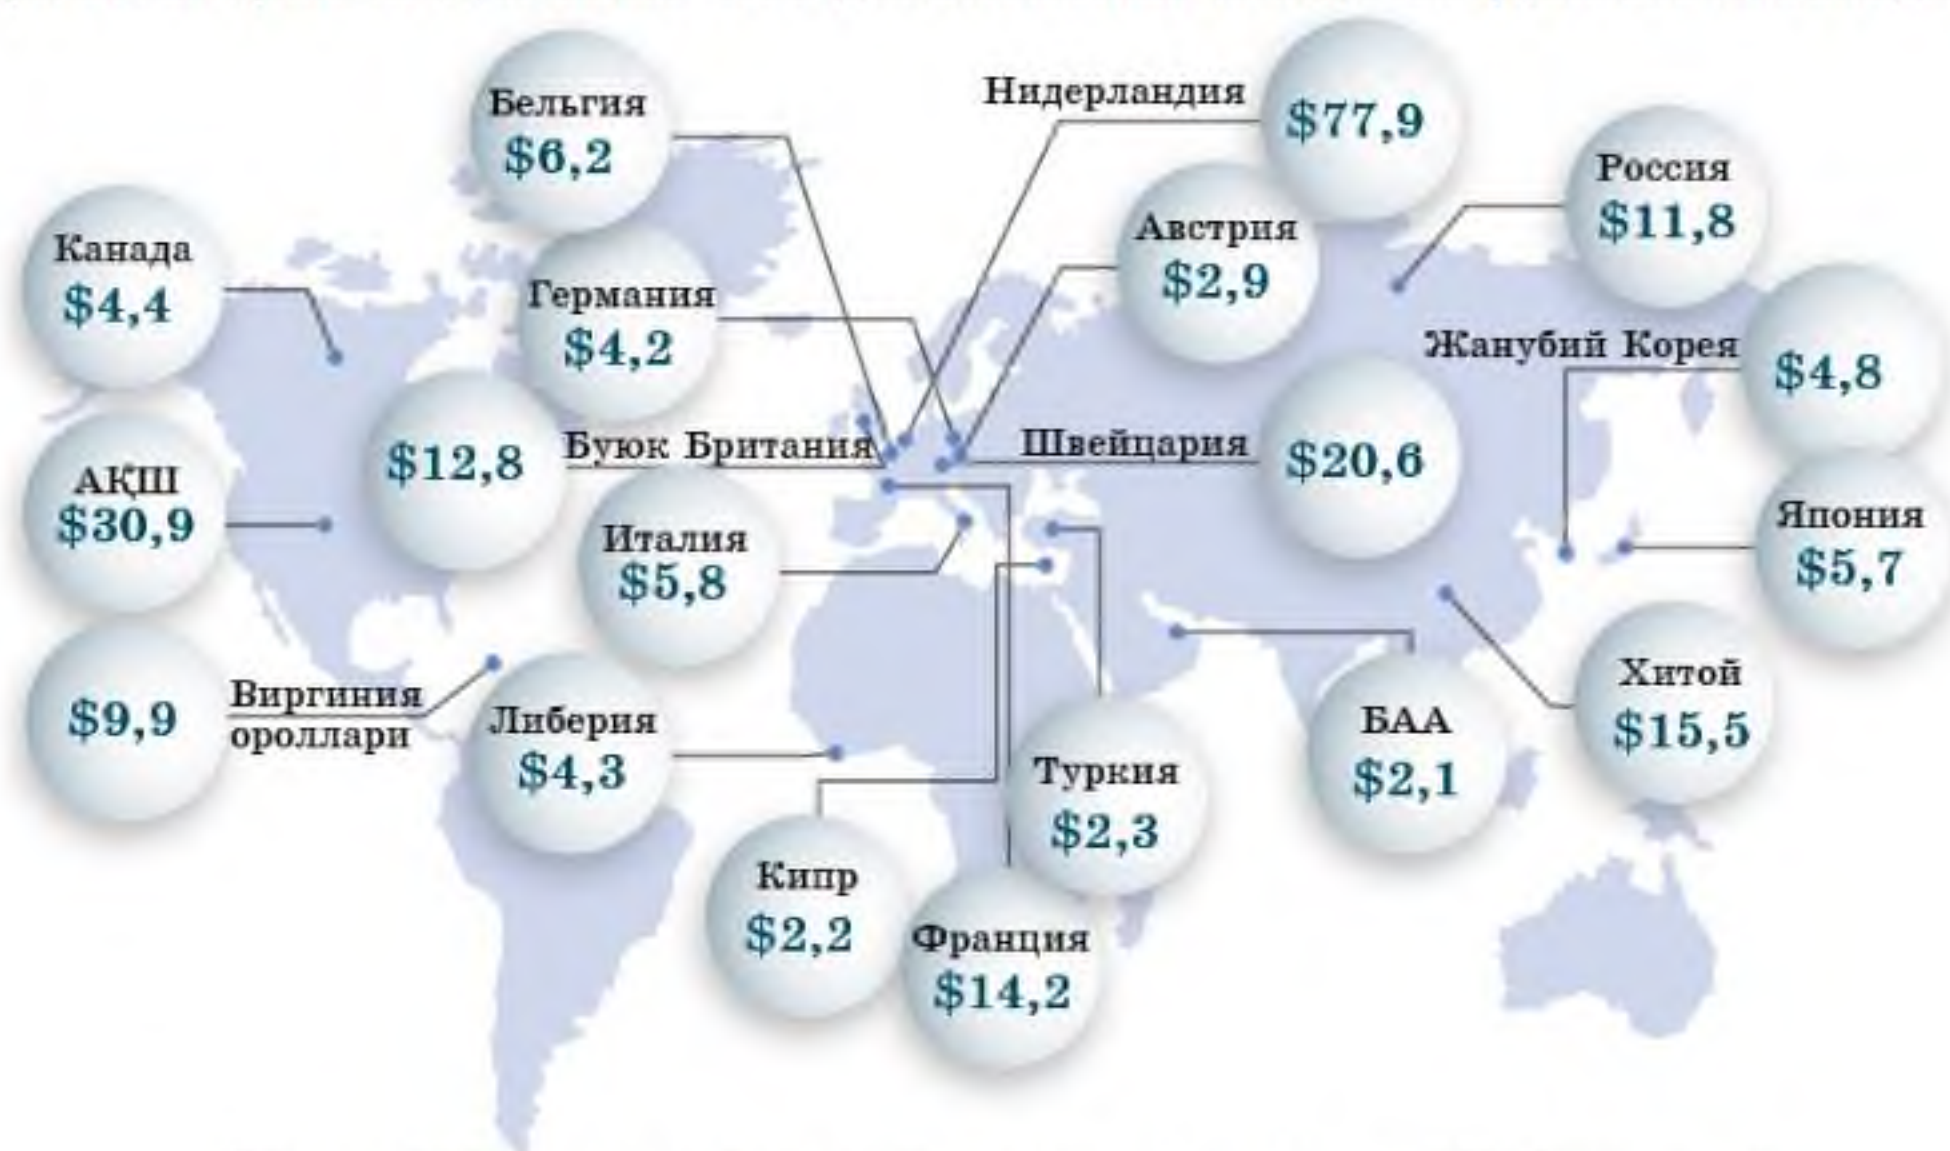 Бельгия
$6,2
Нидерландия
$77,9
Россия
$11,8
Австрия
$2,9
Канада
$4,4
Германия
$4,2
Жанубий Корея
$4,8
АҚШ
$30,9
$12,8
Буюк Британия
Швейцария
$20,6
Италия
$5,8
Япония
$5,7
$9,9
Виргиния
ороллари
Либерия
$4,3
Хитой
$15,5
БАА
$2,1
Туркия
$2,3
Кипр
$2,2
Франция
$14,2